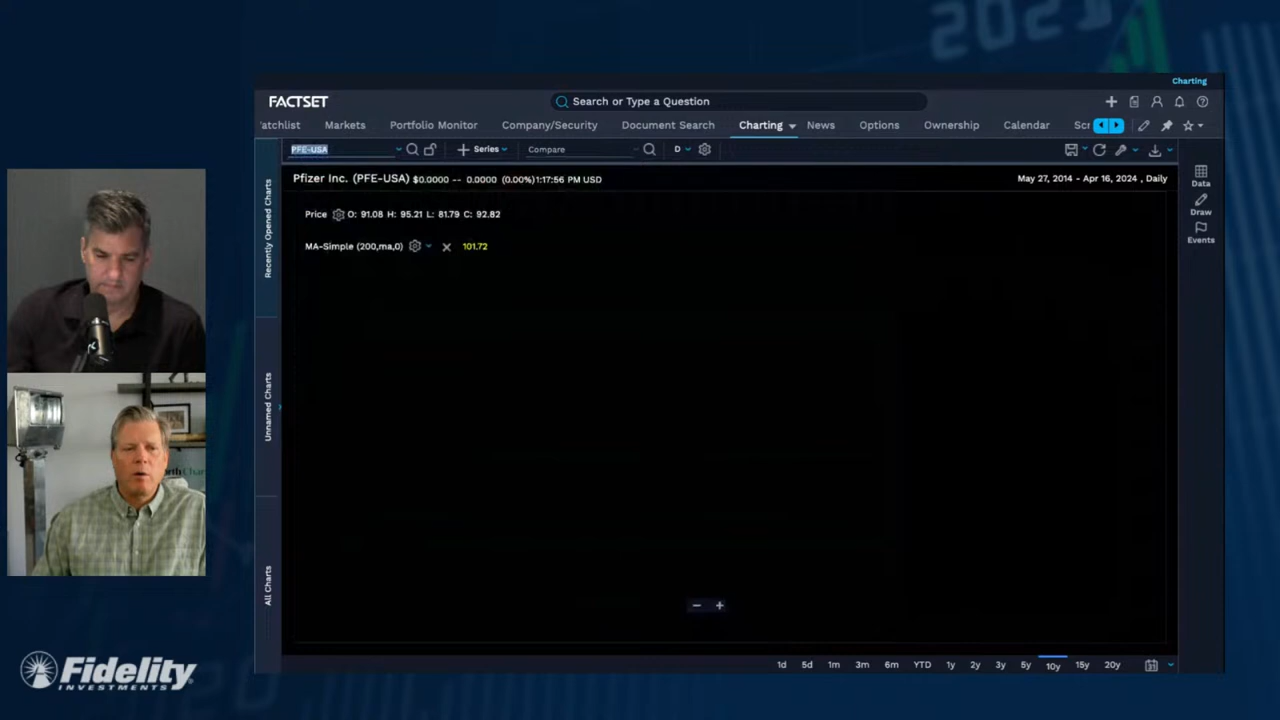 2021
Charting
FACTSET
Search or Type a Question
'atchlist Markets Portfolio Monitor Company/Security Document Search Charting News Options Ownership Calendar Scr
PFE-USA Series Compare D
Pfizer Inc. (PFE-USA) $0.0000 -- 0.0000 (0.00%)1:17:56 PM USD
May 27, 2014 - Apr 16, 2024 , Daily
Price O: 91.08 H: 95.21 L: 81.79 C: 92.82
MA-Simple (200,ma,0) 101.72
Data
Draw
Events
Recently Opened Charts
Unnamed Charts
All Charts
1d 5d 1m 3m 6m YTD 1y 2y 3y 5y 10y 15y 20y
Fidelity
INVESTMENTS